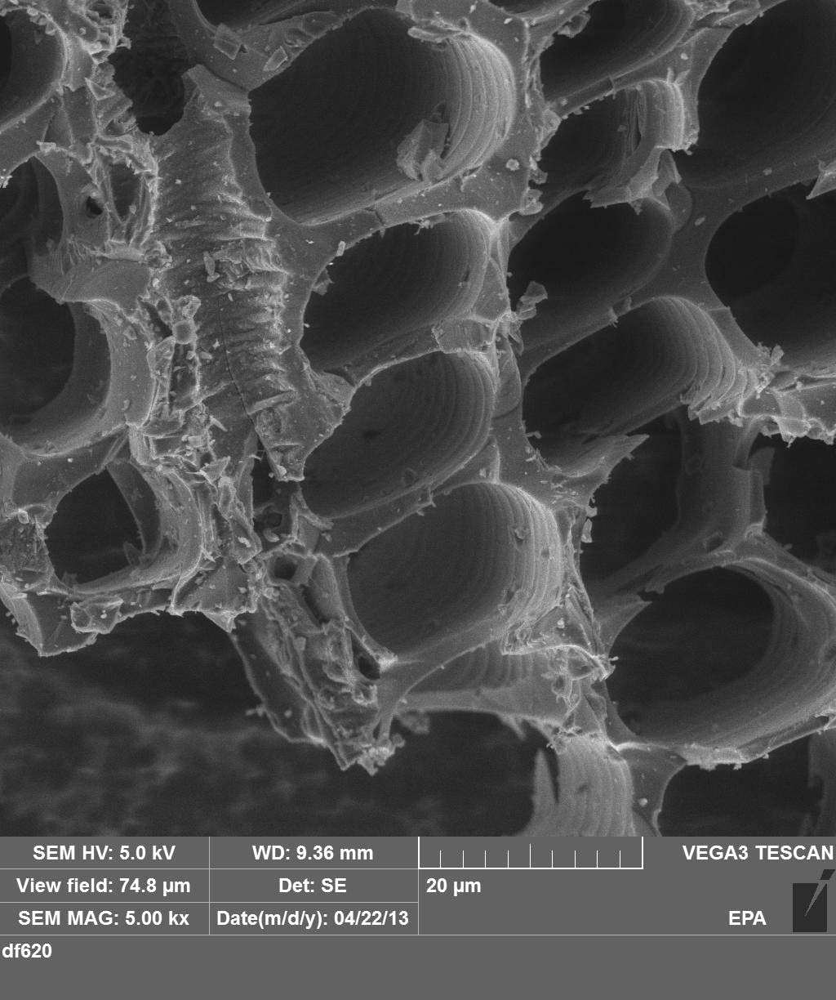 SEM HV: 5.0 kV
WD: 9.36 mm
VEGA3 TESCAN
View field: 74.8 µm
Det: SE
20 µm
SEM MAG: 5.00 kx
Date(m/d/y): 04/22/13
EPA
df620